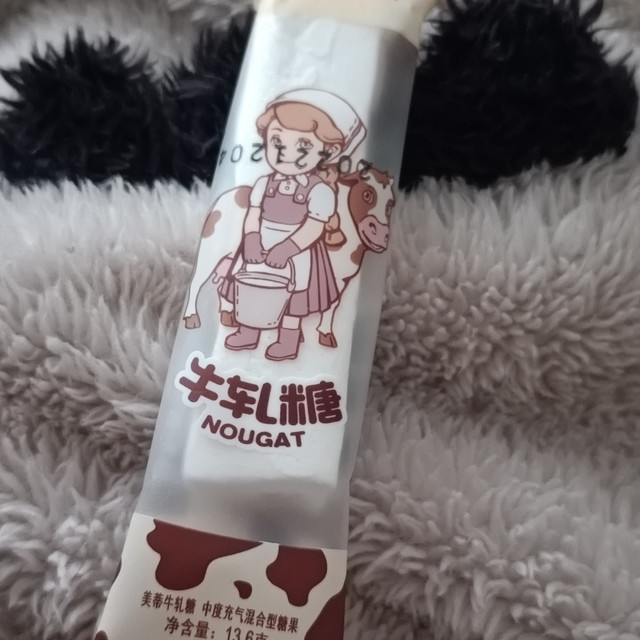 20221204
牛轧糖
NOUGAT
美蒂牛轧糖 中度充气混合型糖果
净含量：13.6克